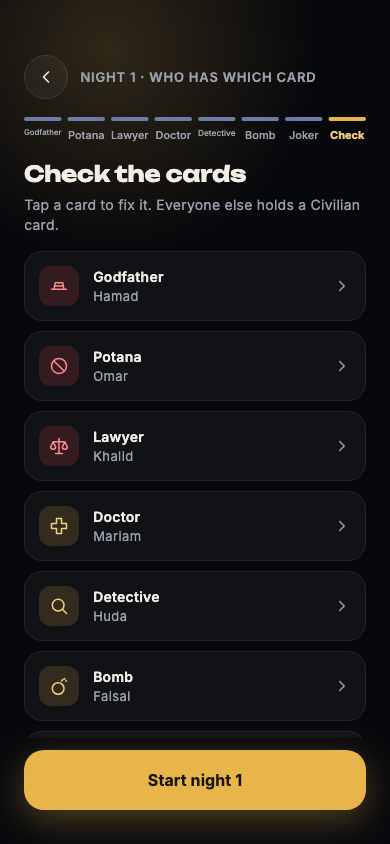 NIGHT 1 · WHO HAS WHICH CARD
Godfather Potana Lawyer Doctor Detective Bomb Joker Check
Check the cards
Tap a card to fix it. Everyone else holds a Civilian
card.
Godfather
Hamad
Potana
Omar
Lawyer
Khalid
Doctor
Mariam
Detective
Huda
Bomb
Faisal
Start night 1